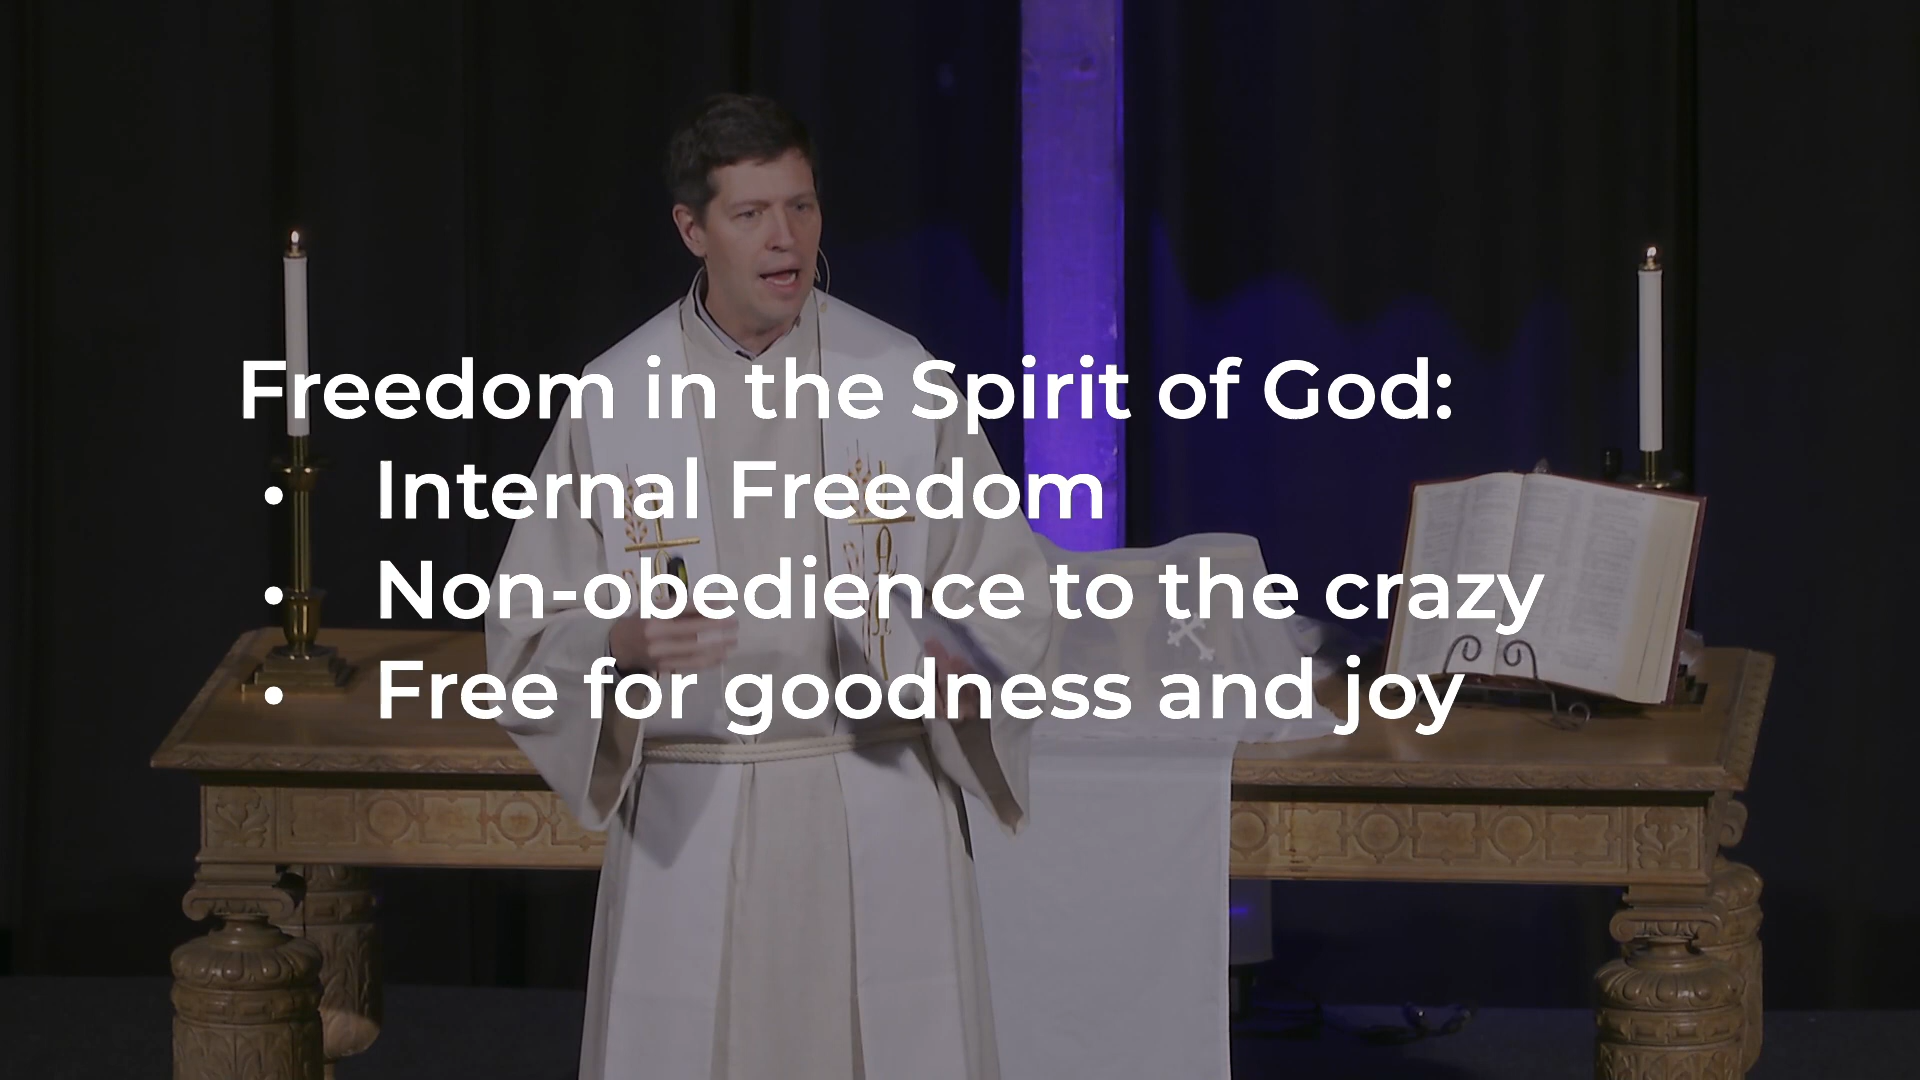 Freedom in the Spirit of God:
• Internal Freedom
• Non-obedience to the crazy
• Free for goodness and joy